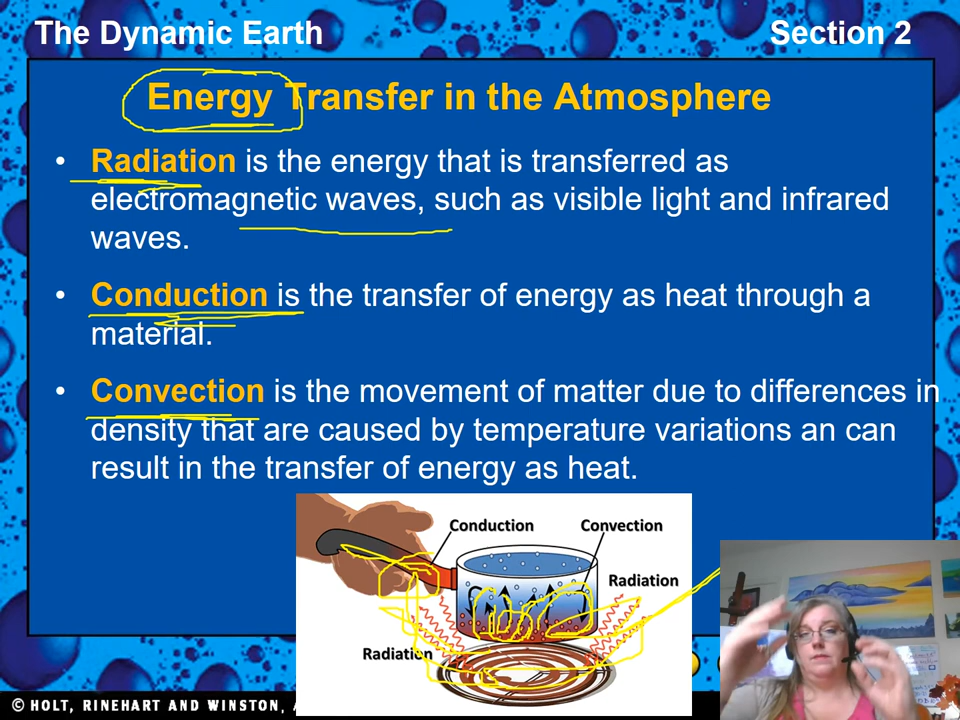 The Dynamic Earth
Section 2
Energy Transfer in the Atmosphere
• Radiation is the energy that is transferred as
electromagnetic waves, such as visible light and infrared
waves.
• Conduction is the transfer of energy as heat through a
material.
• Convection is the movement of matter due to differences in
density that are caused by temperature variations an can
result in the transfer of energy as heat.
Conduction
Convection
Radiation
Radiation
© HOLT, RINEHART AND WINSTON, A